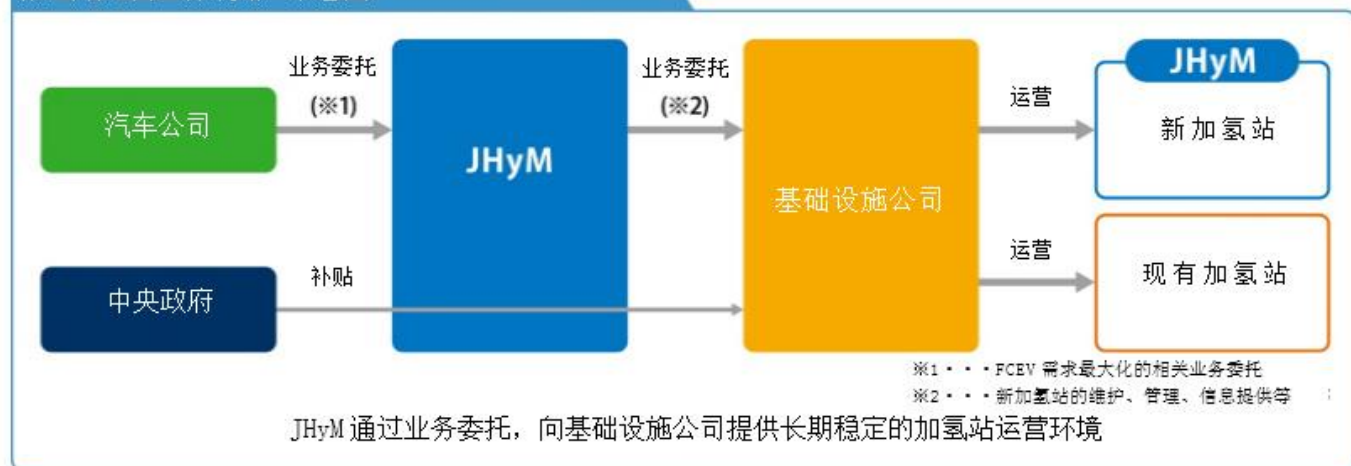 业务委托
(※1)
业务委托
(※2)
JHyM
运营
新加氢站
汽车公司
JHyM
基础设施公司
运营
现有加氢站
补贴
中央政府
※1・・・FCEV 需求最大化的相关业务委托
※2・・・新加氢站的维护、管理、信息提供等
JHyM 通过业务委托，向基础设施公司提供长期稳定的加氢站运营环境